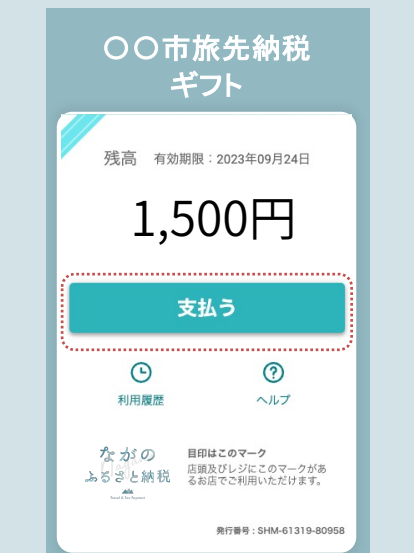 〇〇市旅先納税
ギフト
残高 有効期限：2023年09月24日
1,500円
支払う
利用履歴
ヘルプ
ながの
ふるさと納税
Travel & Tax Payment
目印はこのマーク
店頭及びレジにこのマークがあ
るお店でご利用いただけます。
発行番号：SHM-61319-80958